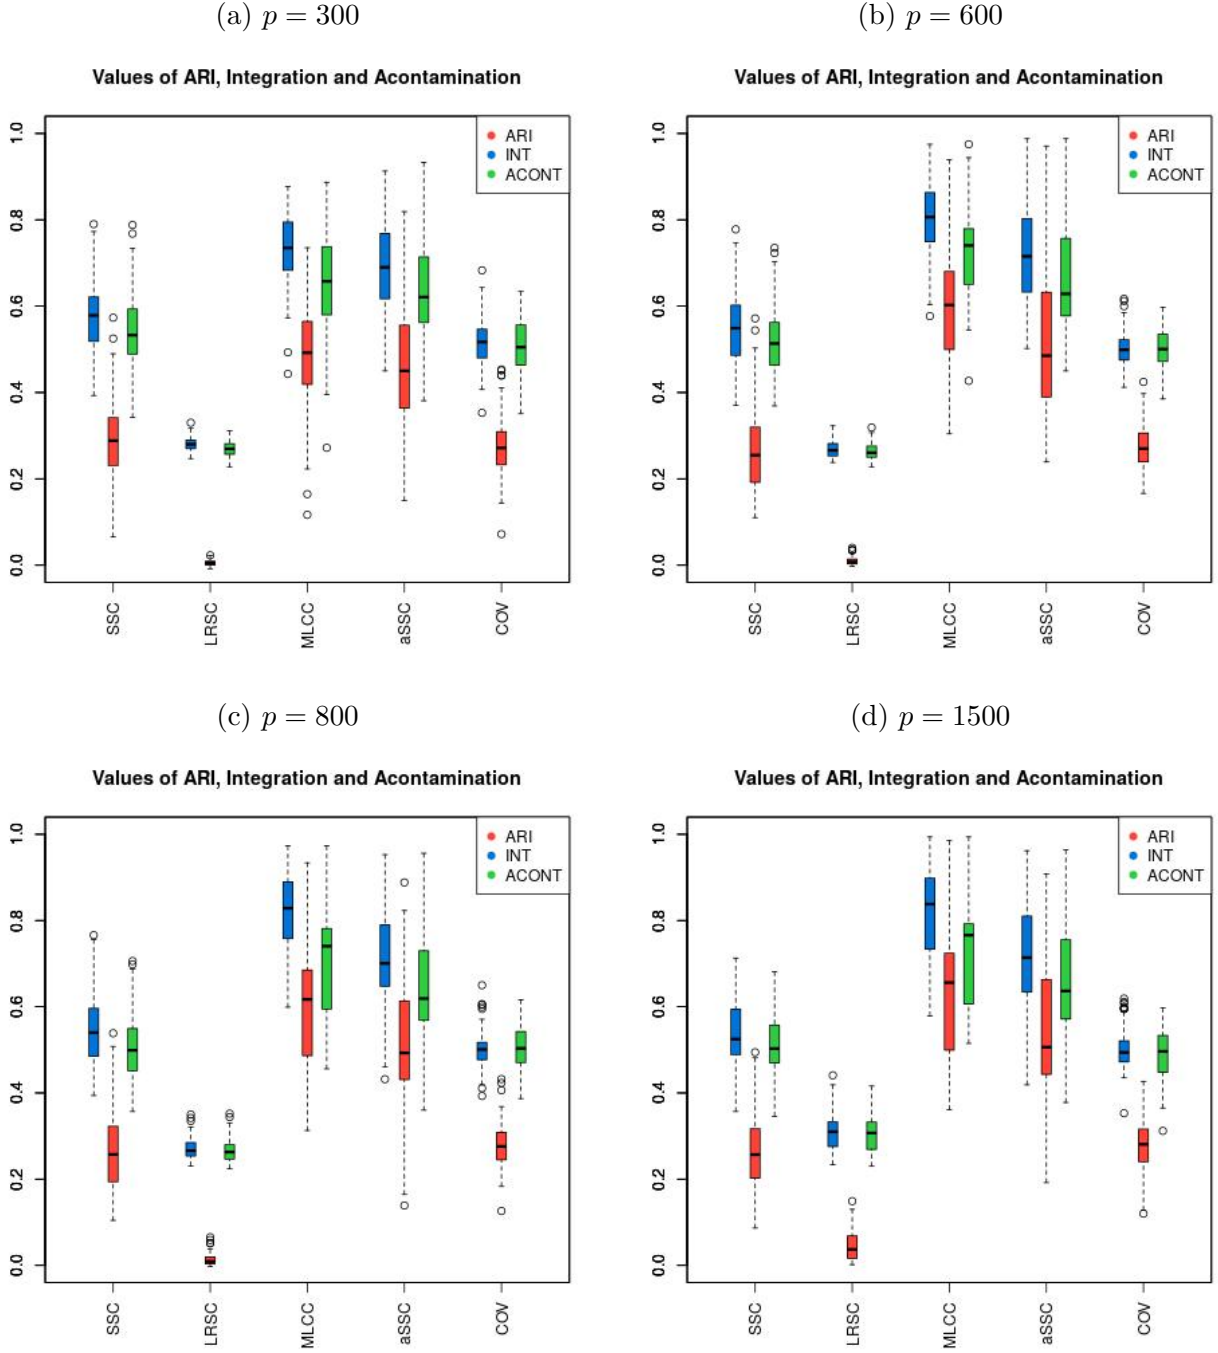 (a) p = 300
Values of ARI, Integration and Acontamination
1.0
0.8
0.6
0.4
0.2
0.0
ARI
INT
ACONT
SSC
LRSC
MLCC
aSSC
COV
(b) p = 600
Values of ARI, Integration and Acontamination
1.0
0.8
0.6
0.4
0.2
0.0
ARI
INT
ACONT
SSC
LRSC
MLCC
aSSC
COV
(c) p = 800
Values of ARI, Integration and Acontamination
1.0
0.8
0.6
0.4
0.2
0.0
ARI
INT
ACONT
SSC
LRSC
MLCC
aSSC
COV
(d) p = 1500
Values of ARI, Integration and Acontamination
1.0
0.8
0.6
0.4
0.2
0.0
ARI
INT
ACONT
SSC
LRSC
MLCC
aSSC
COV